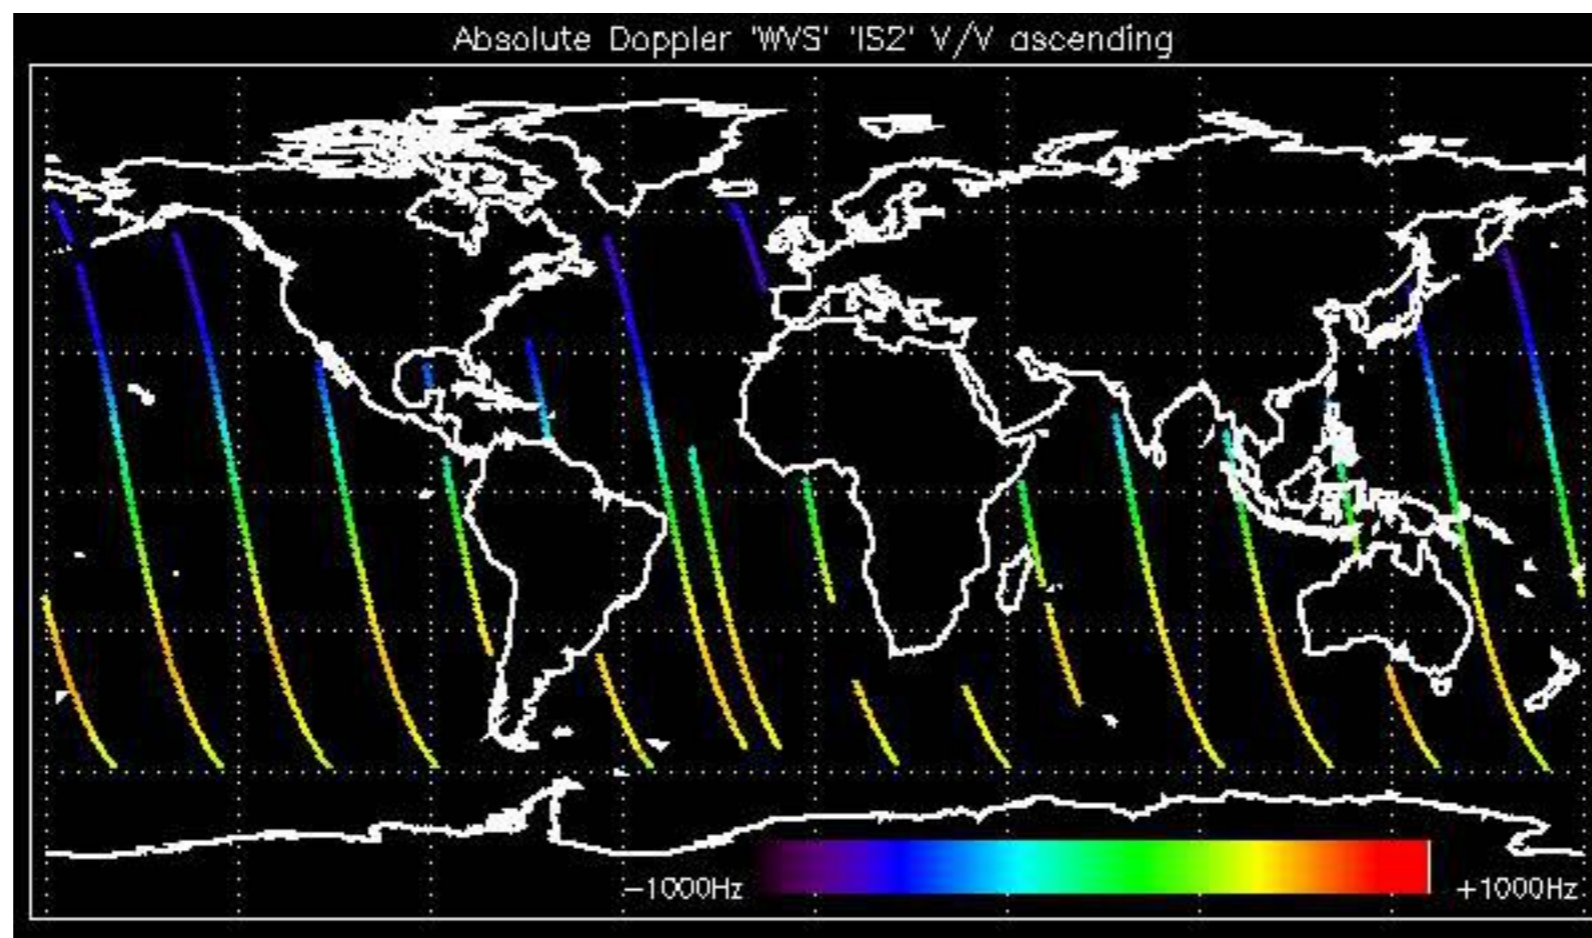 Absolute Doppler 'WVS' 'IS2' V/V ascending
-1000Hz +1000Hz